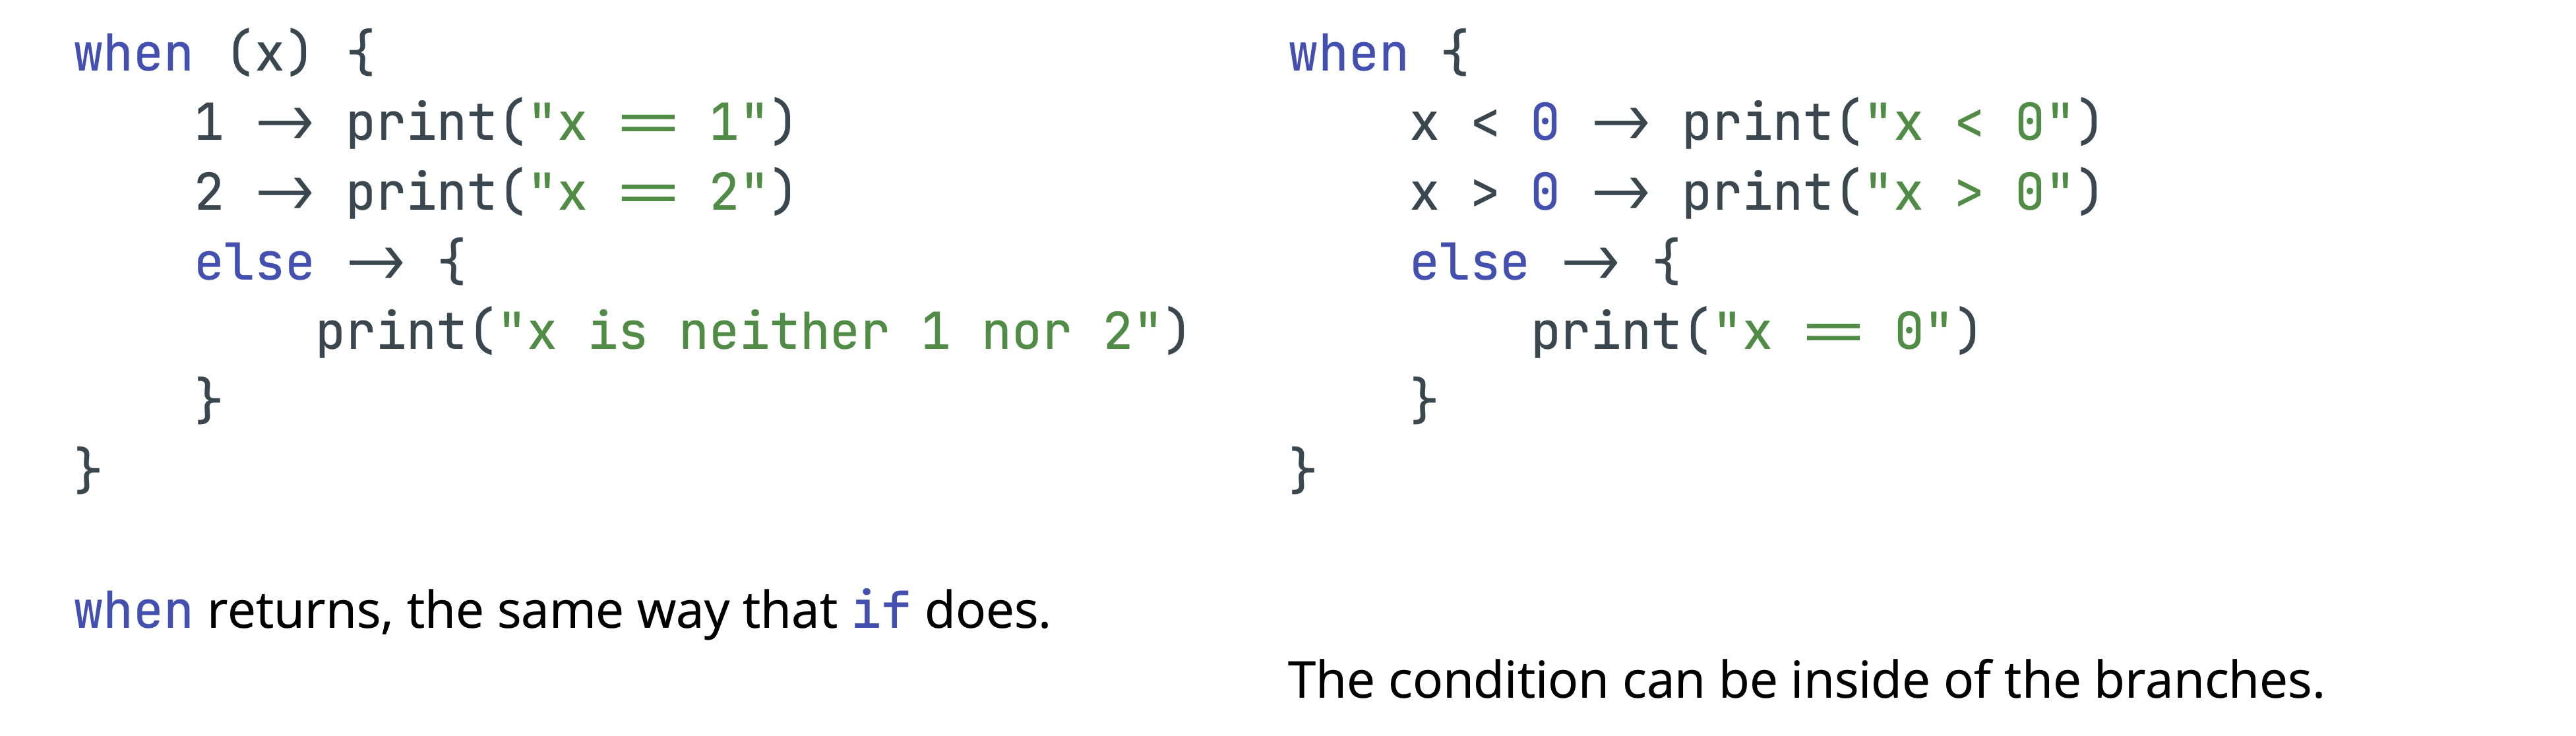 when (x) {
    1 -> print("x == 1")
    2 -> print("x == 2")
    else -> {
        print("x is neither 1 nor 2")
    }
}
when returns, the same way that if does.
when {
    x < 0 -> print("x < 0")
    x > 0 -> print("x > 0")
    else -> {
        print("x == 0")
    }
}
The condition can be inside of the branches.